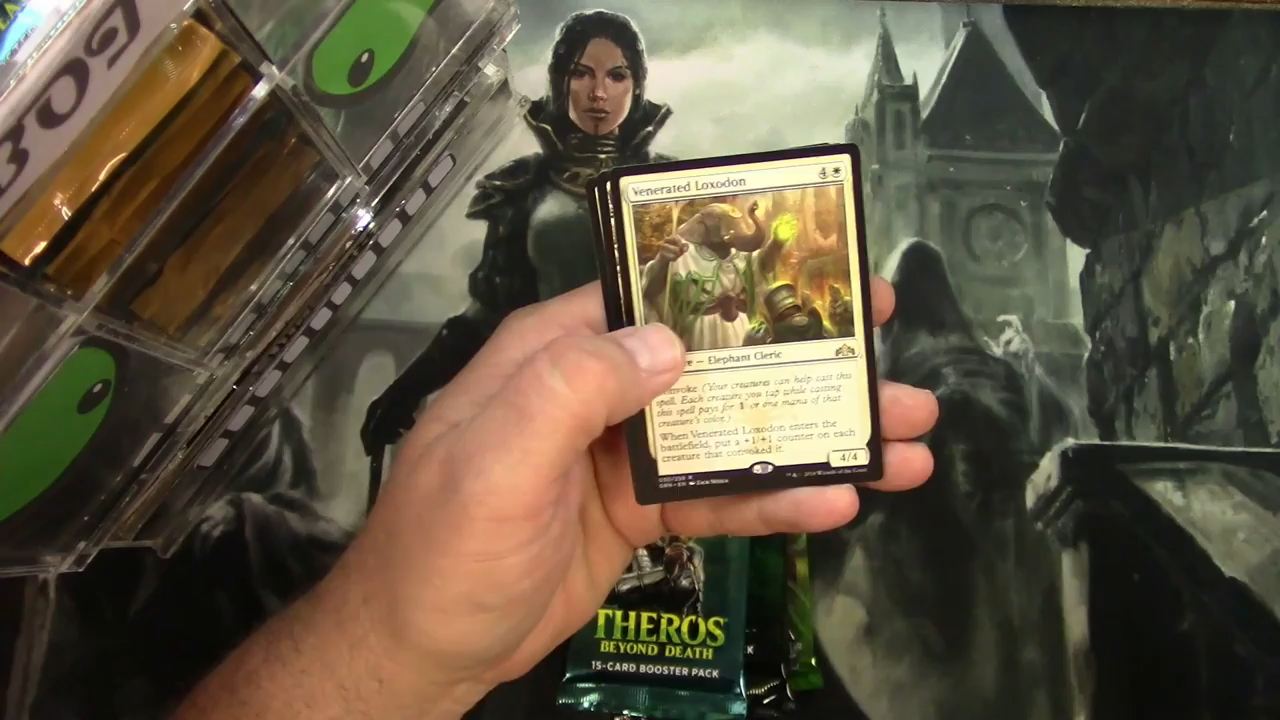 BOG
Venerated Loxodon 4
Elephant Cleric
(Your creatures can help cast this
spell. Each creature you tap while casting
this spell pays for 1 or one mana of that
creature's color.)
When Venerated Loxodon enters the
battlefield, put a +1/+1 counter on each
creature that convoked it.
4/4
THEROS
BEYOND DEATH
15-CARD BOOSTER PACK